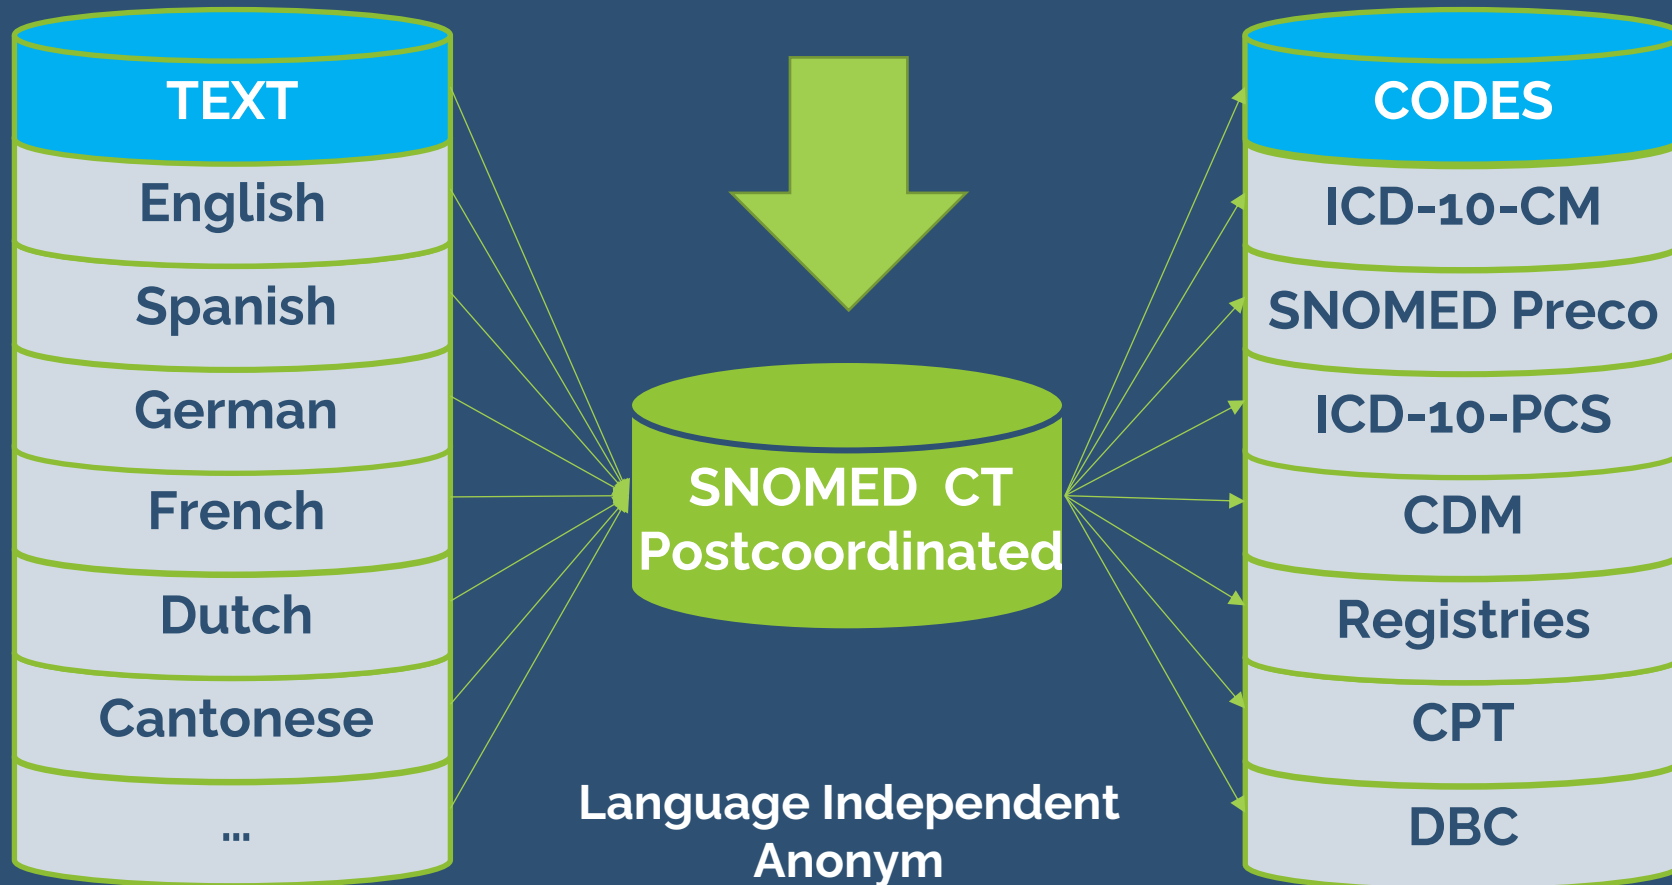 TEXT
English
Spanish
German
French
Dutch
Cantonese
...
SNOMED CT
Postcoordinated
Language Independent
Anonym
CODES
ICD-10-CM
SNOMED Preco
ICD-10-PCS
CDM
Registries
CPT
DBC